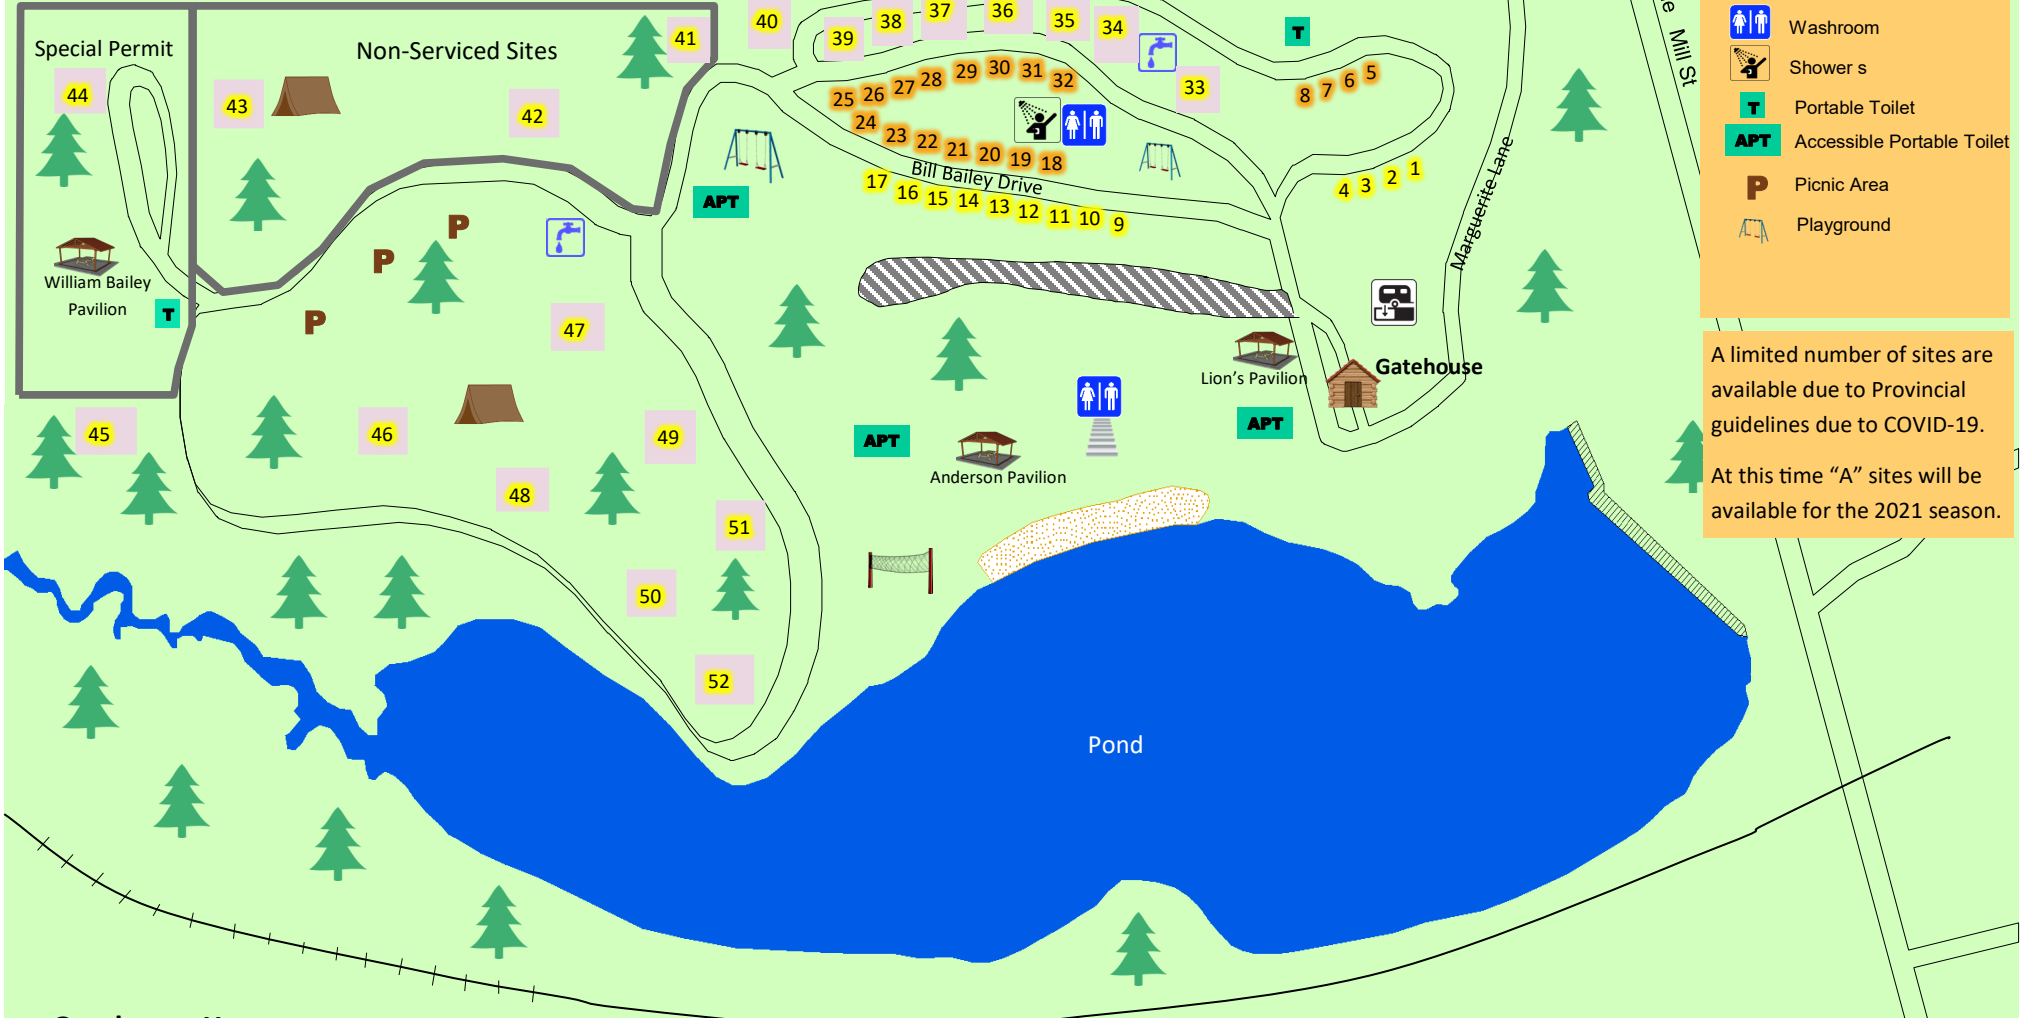 Special Permit
Non-Serviced Sites
41
40
39
38
37
36
35
34
33
44
43
42
T
5
6
7
8
25
26
27
28
29
30
31
32
24
23
22
21
20
19
18
Bill Bailey Drive
17
16
15
14
13
12
11
10
9
4
3
2
1
Marguerite Lane
Mill St
APT
P
P
P
William Bailey
Pavilion
T
47
45
46
49
48
51
50
52
Lion's Pavilion
Gatehouse
APT
APT
Anderson Pavilion
Pond
Washroom
Shower s
T Portable Toilet
APT Accessible Portable Toilet
P Picnic Area
Playground
A limited number of sites are
available due to Provincial
guidelines due to COVID-19.
At this time “A” sites will be
available for the 2021 season.